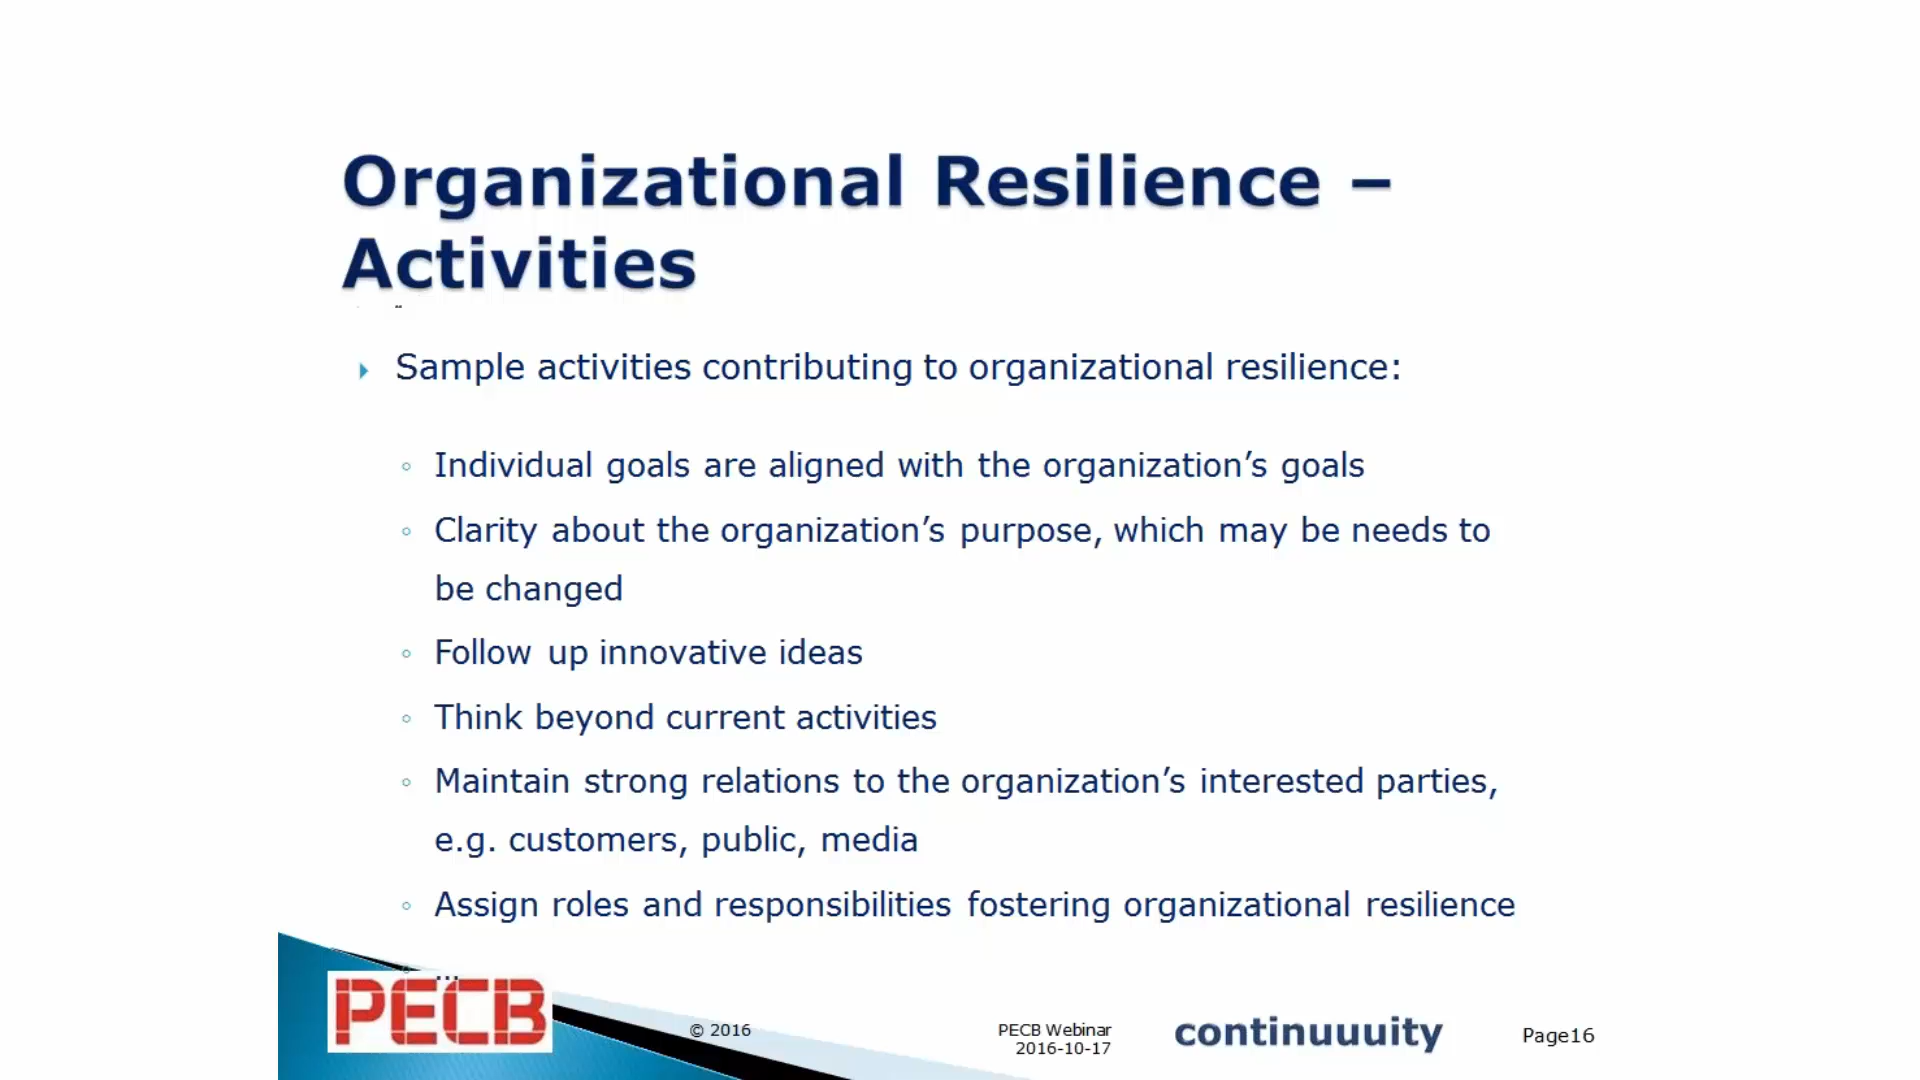 Organizational Resilience –
Activities
Sample activities contributing to organizational resilience:
Individual goals are aligned with the organization’s goals
Clarity about the organization’s purpose, which may be needs to
be changed
Follow up innovative ideas
Think beyond current activities
Maintain strong relations to the organization’s interested parties,
e.g. customers, public, media
Assign roles and responsibilities fostering organizational resilience
...
PECB
© 2016
PECB Webinar
2016-10-17
continuuuity
Page16